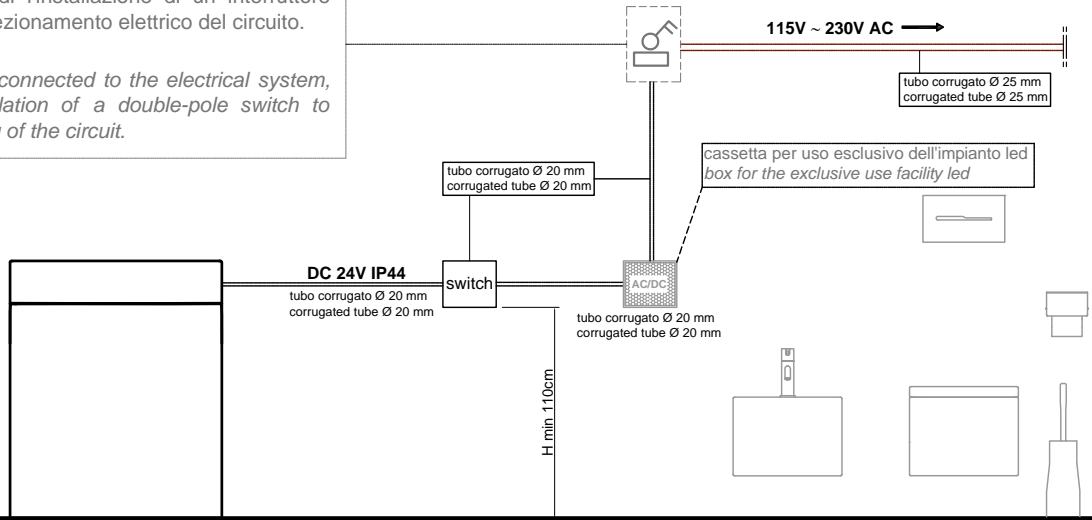 di l'installazione di un interruttore
ezionamento elettrico del circuito.
connected to the electrical system,
lation of a double-pole switch to
of the circuit.
115V ~ 230V AC
tubo corrugato Ø 25 mm
corrugated tube Ø 25 mm
cassetta per uso esclusivo dell'impianto led
box for the exclusive use facility led
tubo corrugato Ø 20 mm
corrugated tube Ø 20 mm
DC 24V IP44
tubo corrugato Ø 20 mm
corrugated tube Ø 20 mm
switch
AC/DC
tubo corrugato Ø 20 mm
corrugated tube Ø 20 mm
H min 110cm